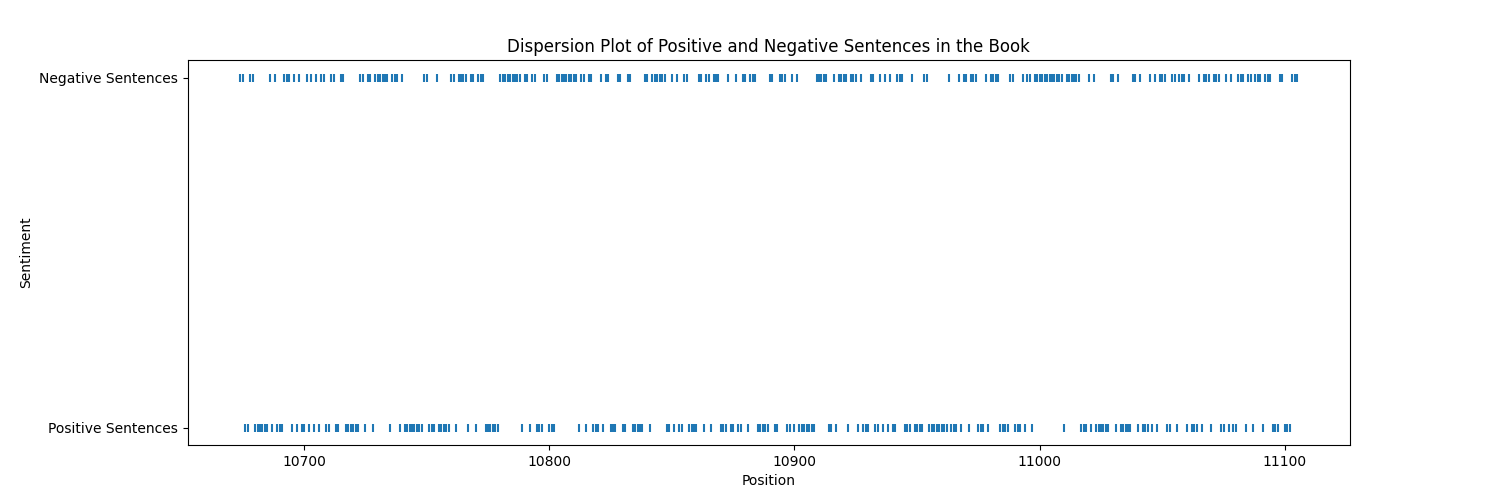 Dispersion Plot of Positive and Negative Sentences in the Book
Negative Sentences
Sentiment
Positive Sentences
10700 10800 10900 11000 11100
Position